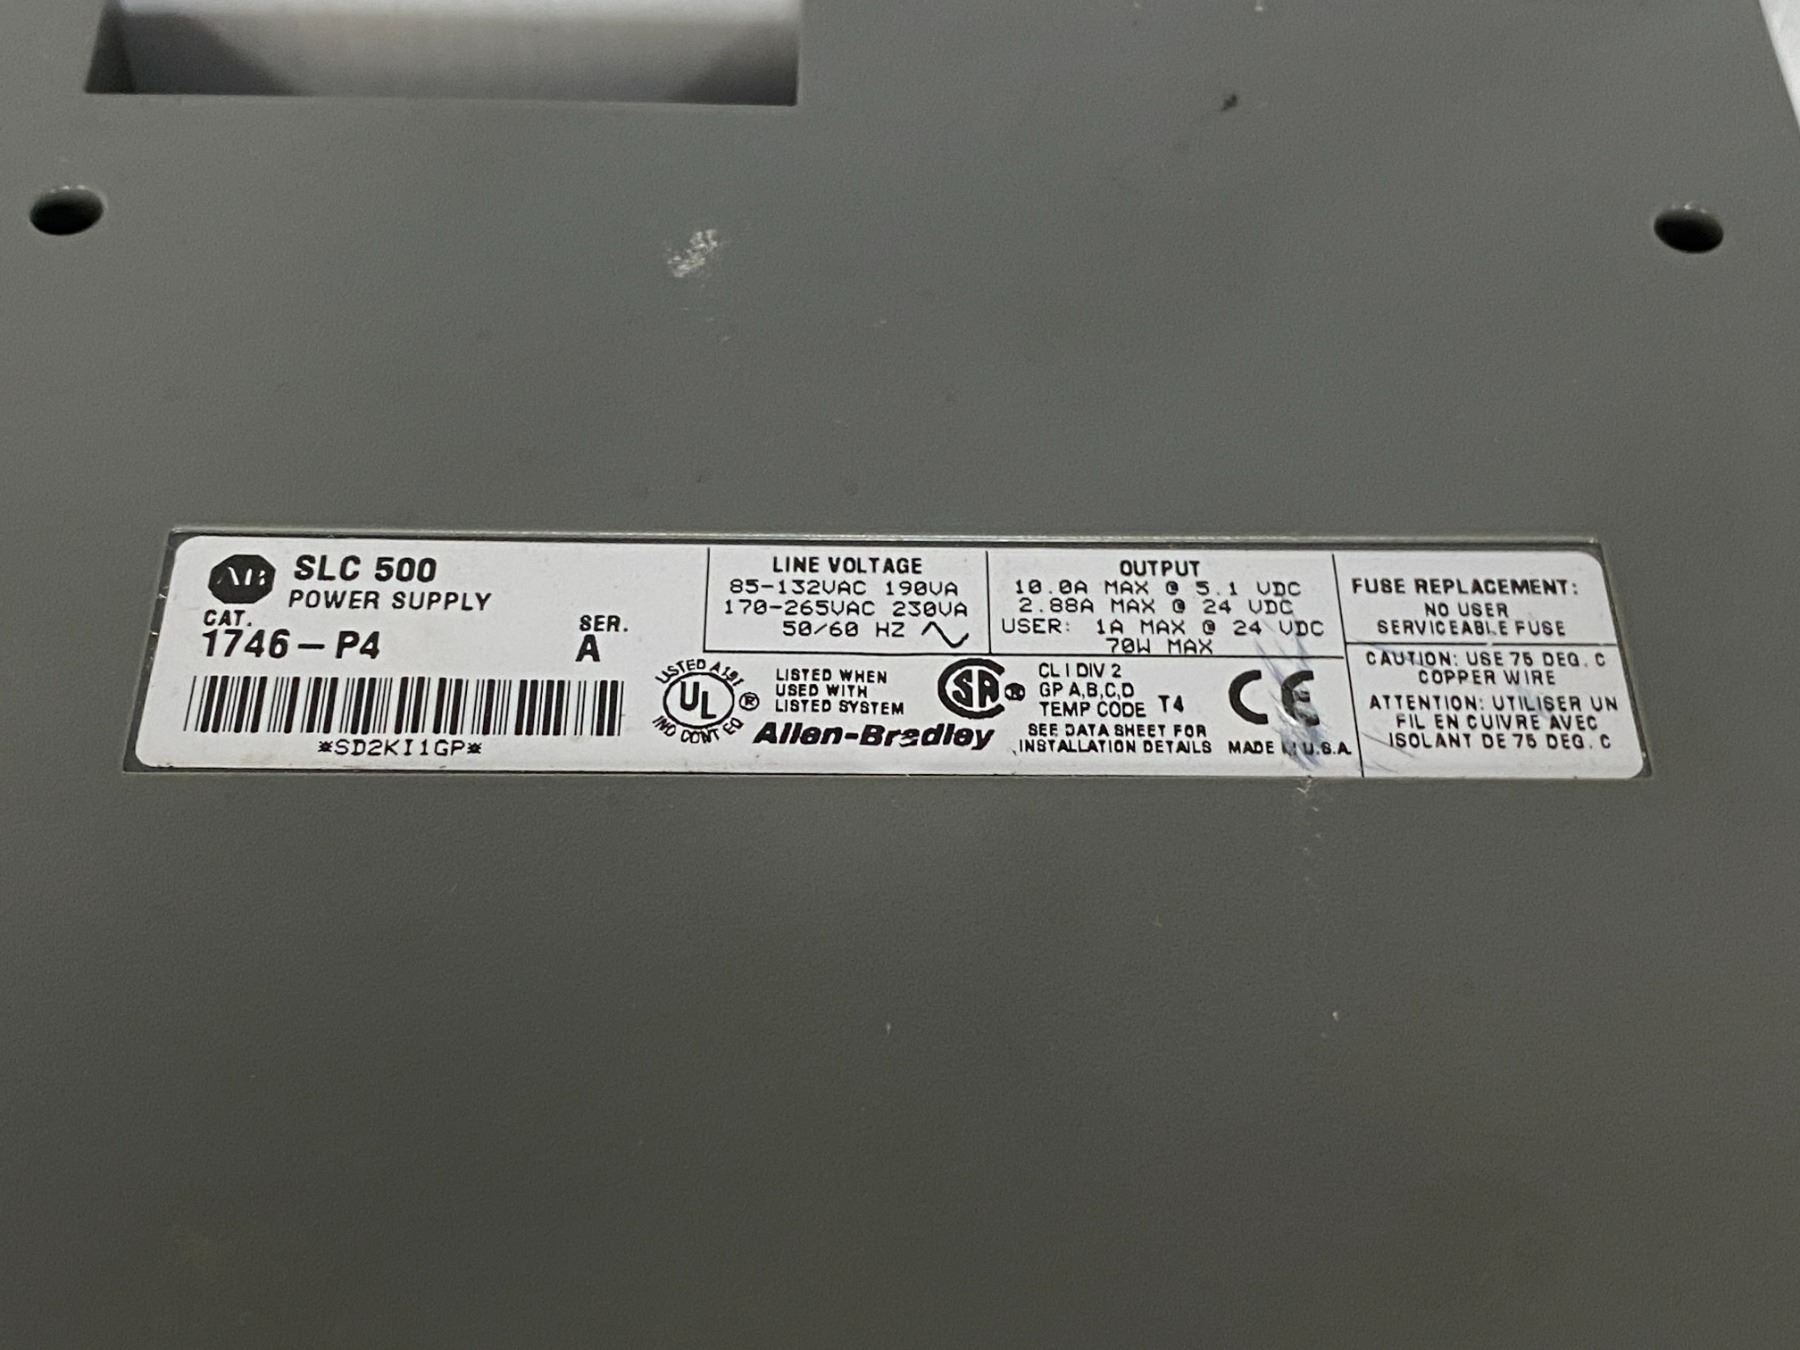 AB
SLC 500
POWER SUPPLY
CAT.
1746-P4
SER.
A
*SD2KI1GP*
LINE VOLTAGE
85-132VAC 190VA
170-265VAC 230VA
50/60 HZ
OUTPUT
10.0A MAX @ 5.1 VDC
2.88A MAX @ 24 VDC
USER: 1A MAX @ 24 VDC
70W MAX
FUSE REPLACEMENT:
NO USER
SERVICEABLE FUSE
LISTED A197
UL ®
IND CONT EQ
LISTED WHEN
USED WITH
LISTED SYSTEM
Allen-Bradley
SA ®
CL I DIV 2
GP A,B,C,D
TEMP CODE T4
SEE DATA SHEET FOR
INSTALLATION DETAILS
CE
MADE IN U.S.A.
CAUTION: USE 75 DEG. C
COPPER WIRE
ATTENTION: UTILISER UN
FIL EN CUIVRE AVEC
ISOLANT DE 75 DEG. C